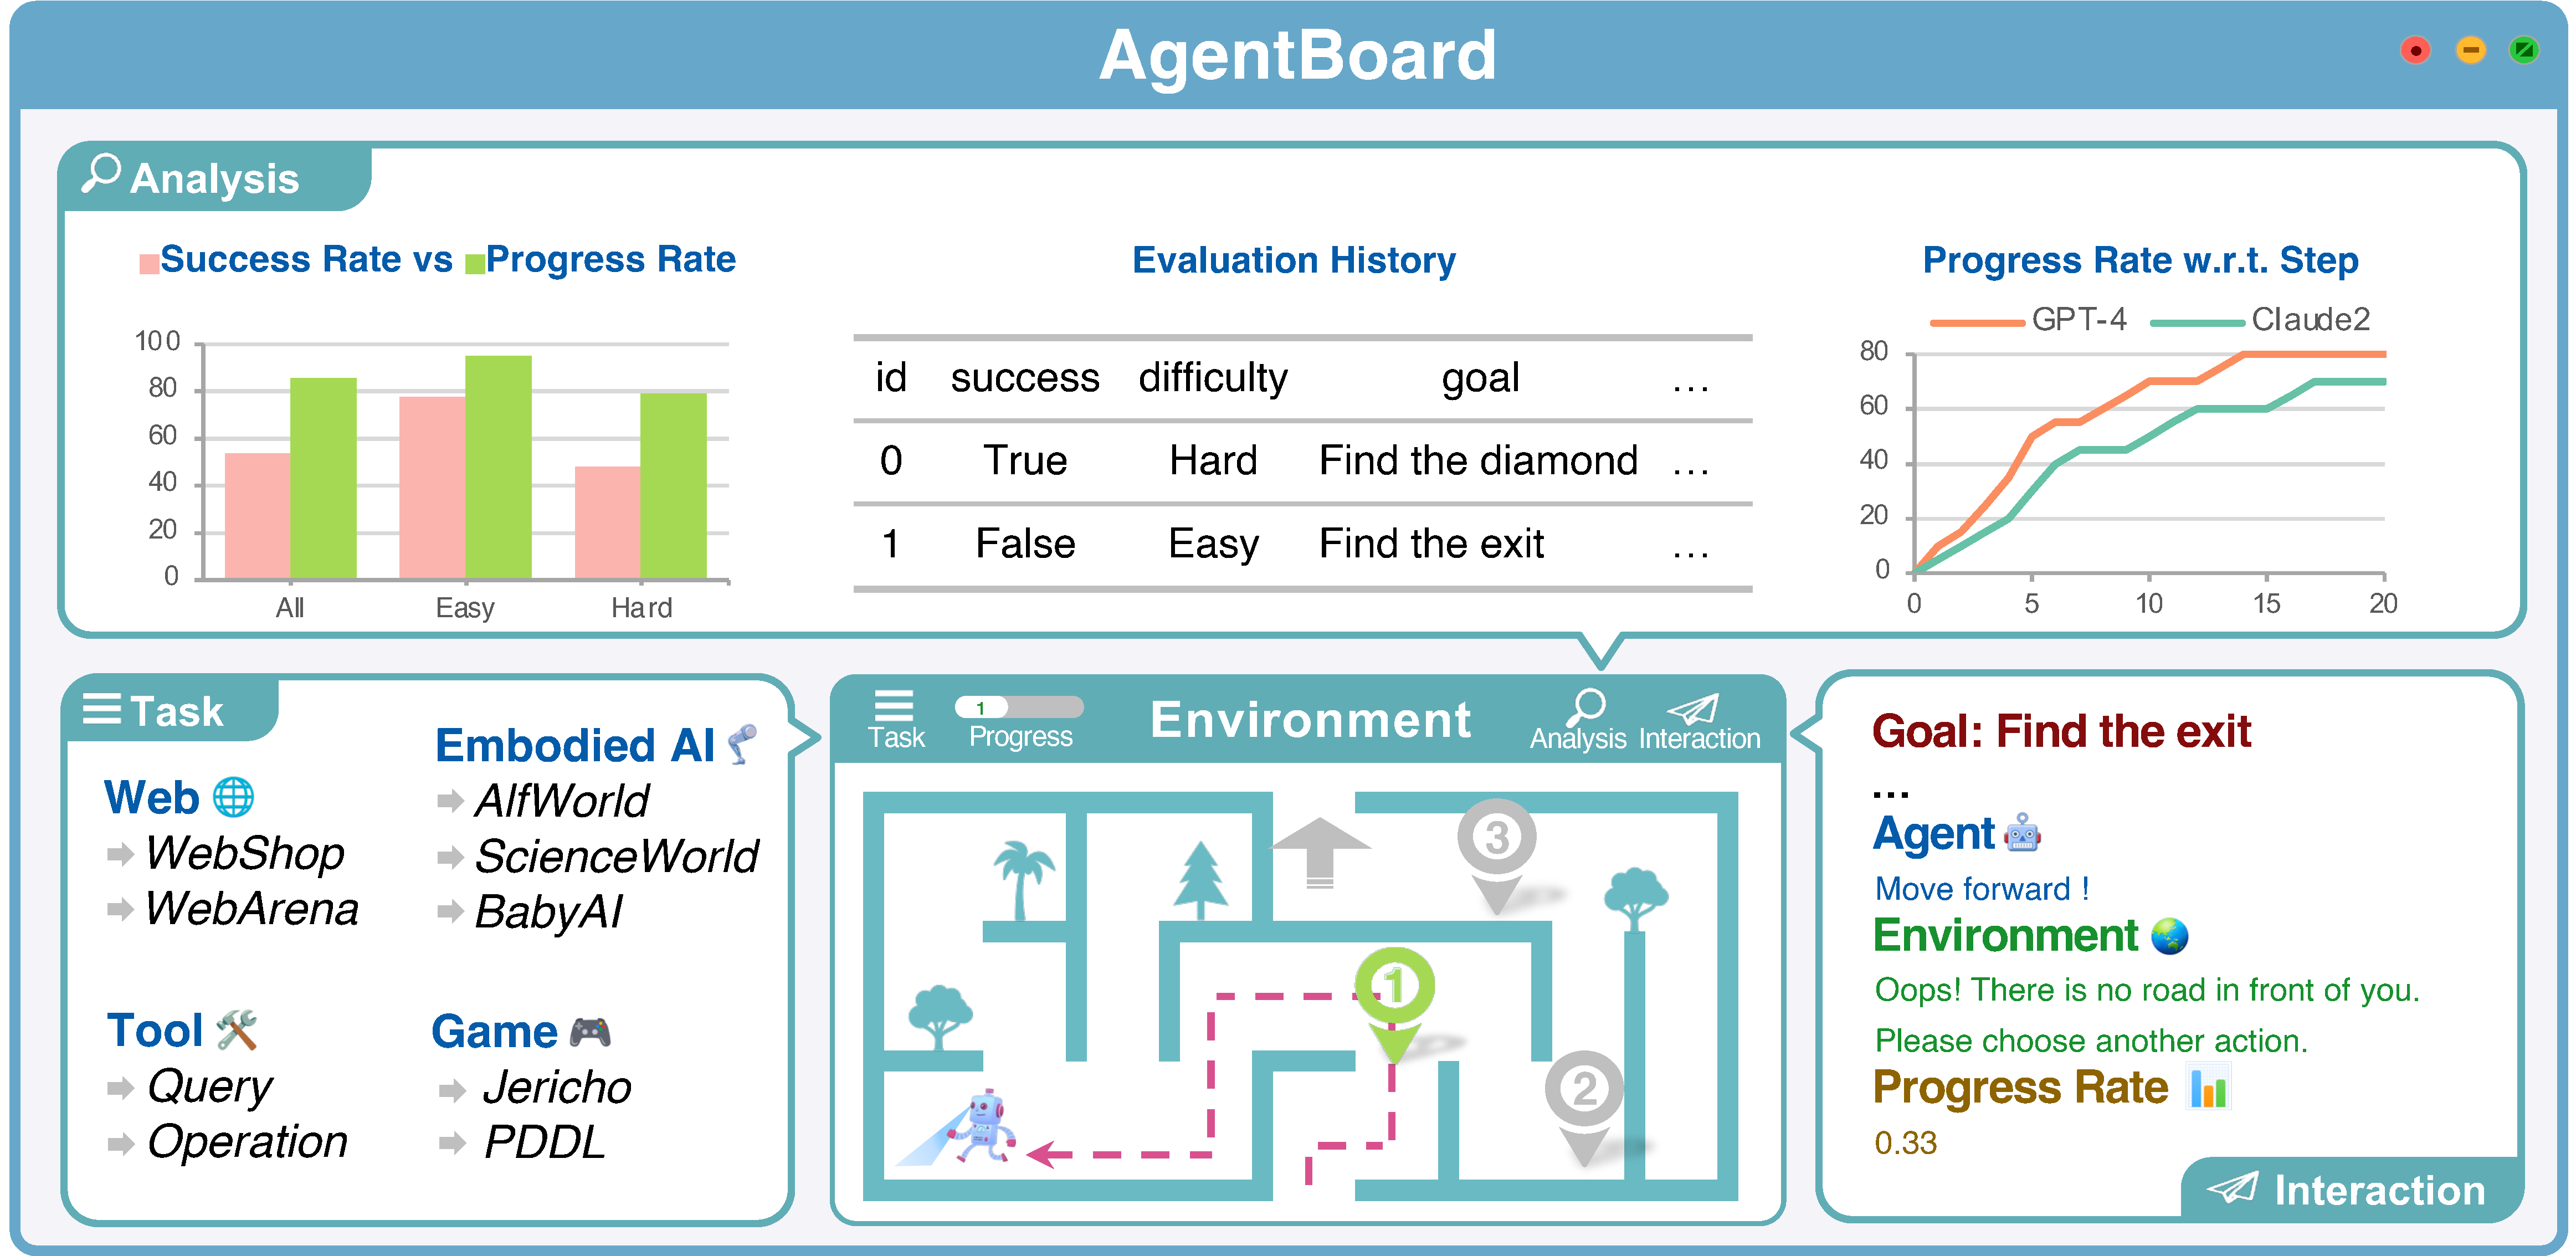 AgentBoard
Analysis
Success Rate vs Progress Rate
100
80
60
40
20
0
All Easy Hard
Evaluation History
id success difficulty goal ...
0 True Hard Find the diamond ...
1 False Easy Find the exit ...
Progress Rate w.r.t. Step
GPT-4 Claude2
80
60
40
20
0
0 5 10 15 20
Task
Web
WebShop
WebArena
Embodied AI
AlfWorld
ScienceWorld
BabyAI
Tool
Query
Operation
Game
Jericho
PDDL
Task
1
Progress
Environment
Analysis
Interaction
3
1
2
Goal: Find the exit
...
Agent
Move forward !
Environment
Oops! There is no road in front of you.
Please choose another action.
Progress Rate
0.33
Interaction